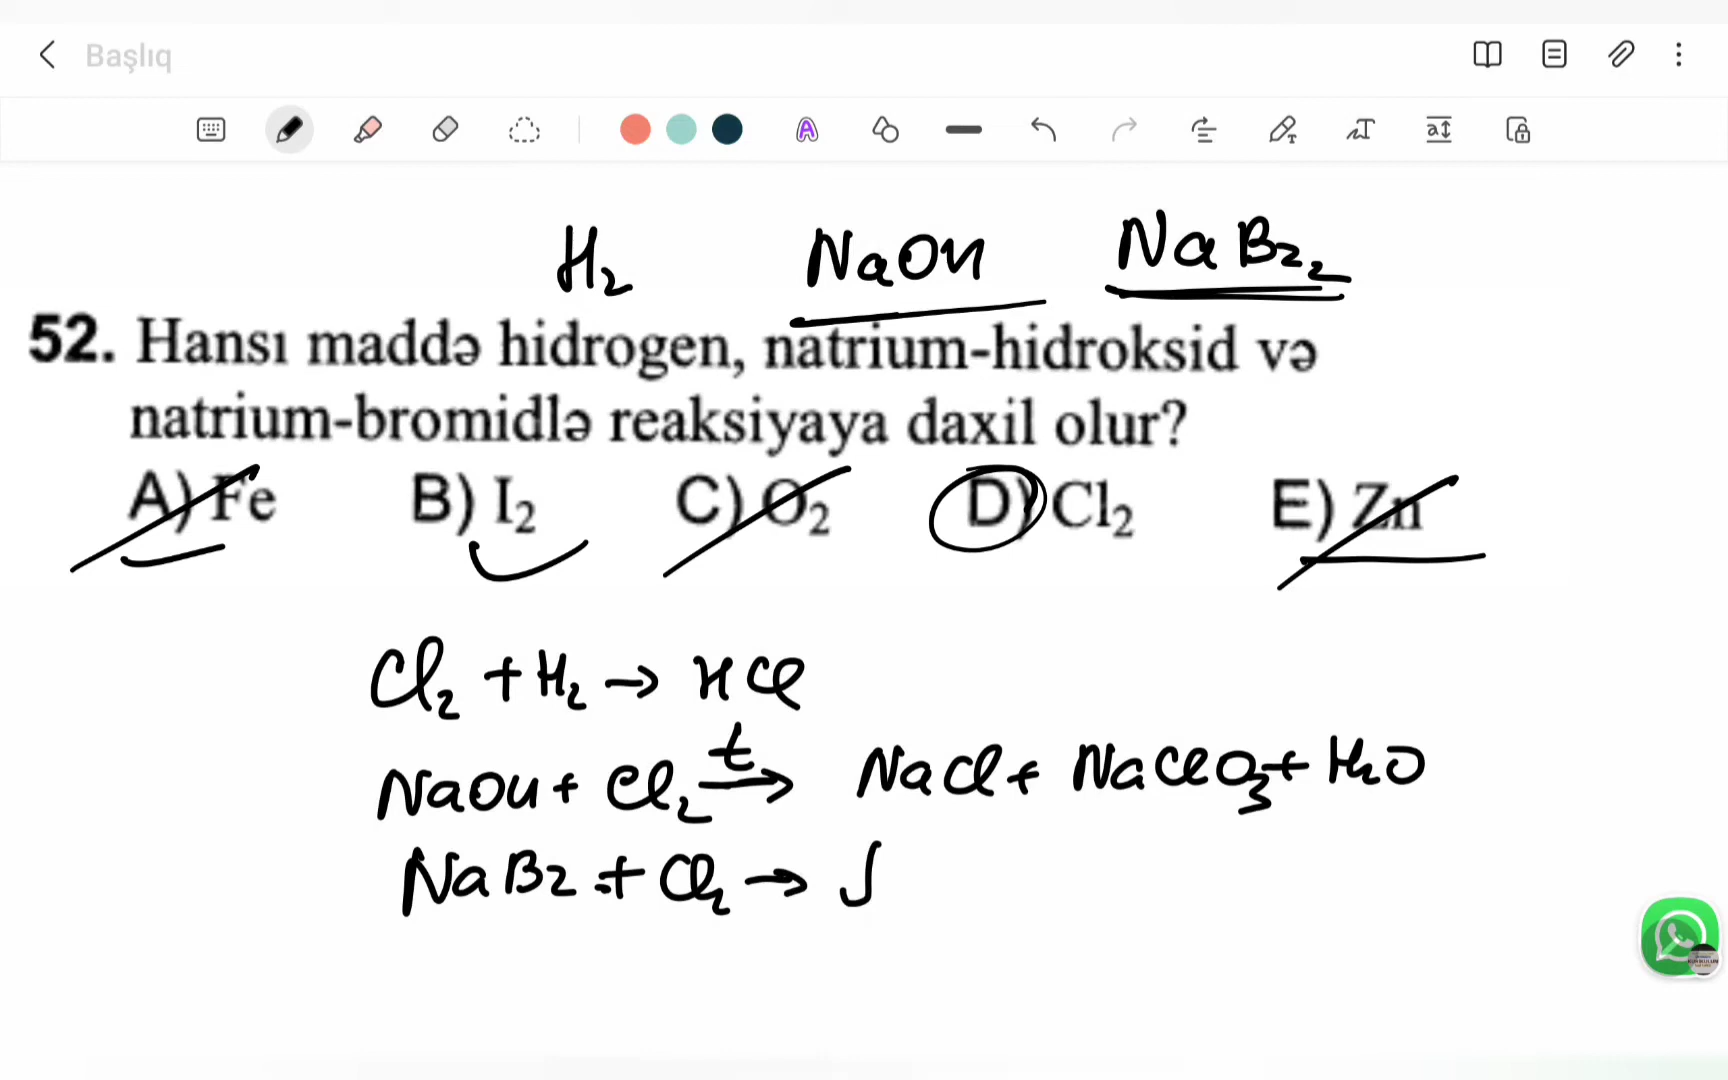 Başlıq
H₂ NaOH NaBr₂
52. Hansı maddə hidrogen, natrium-hidroksid və
natrium-bromidlə reaksiyaya daxil olur?
A) Fe B) I₂ C) O₂ D) Cl₂ E) Zn
Cl₂ + H₂ → HCl
NaOH + Cl₂ →t NaCl + NaClO₃ + H₂O
NaBr + Cl₂ →